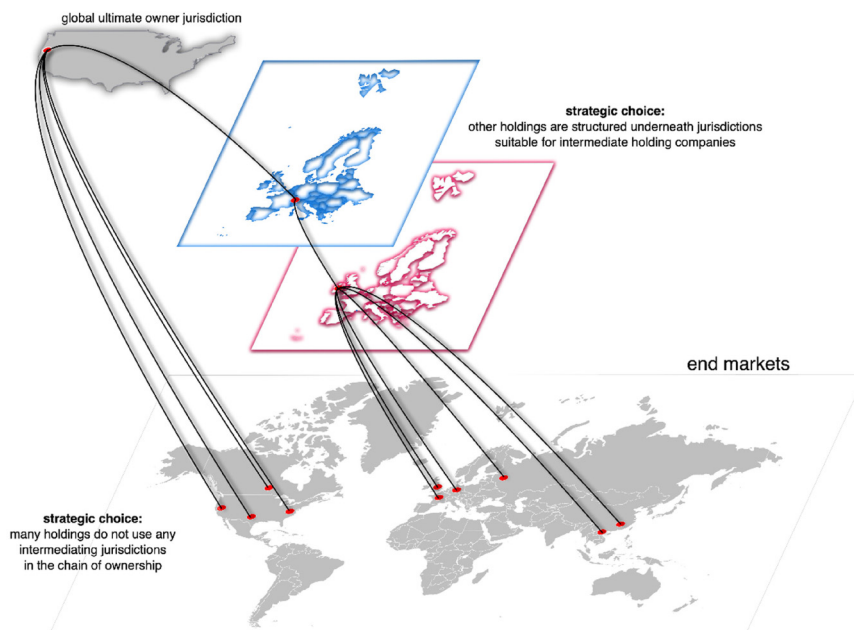 global ultimate owner jurisdiction
strategic choice:
other holdings are structured underneath jurisdictions
suitable for intermediate holding companies
end markets
strategic choice:
many holdings do not use any
intermediating jurisdictions
in the chain of ownership